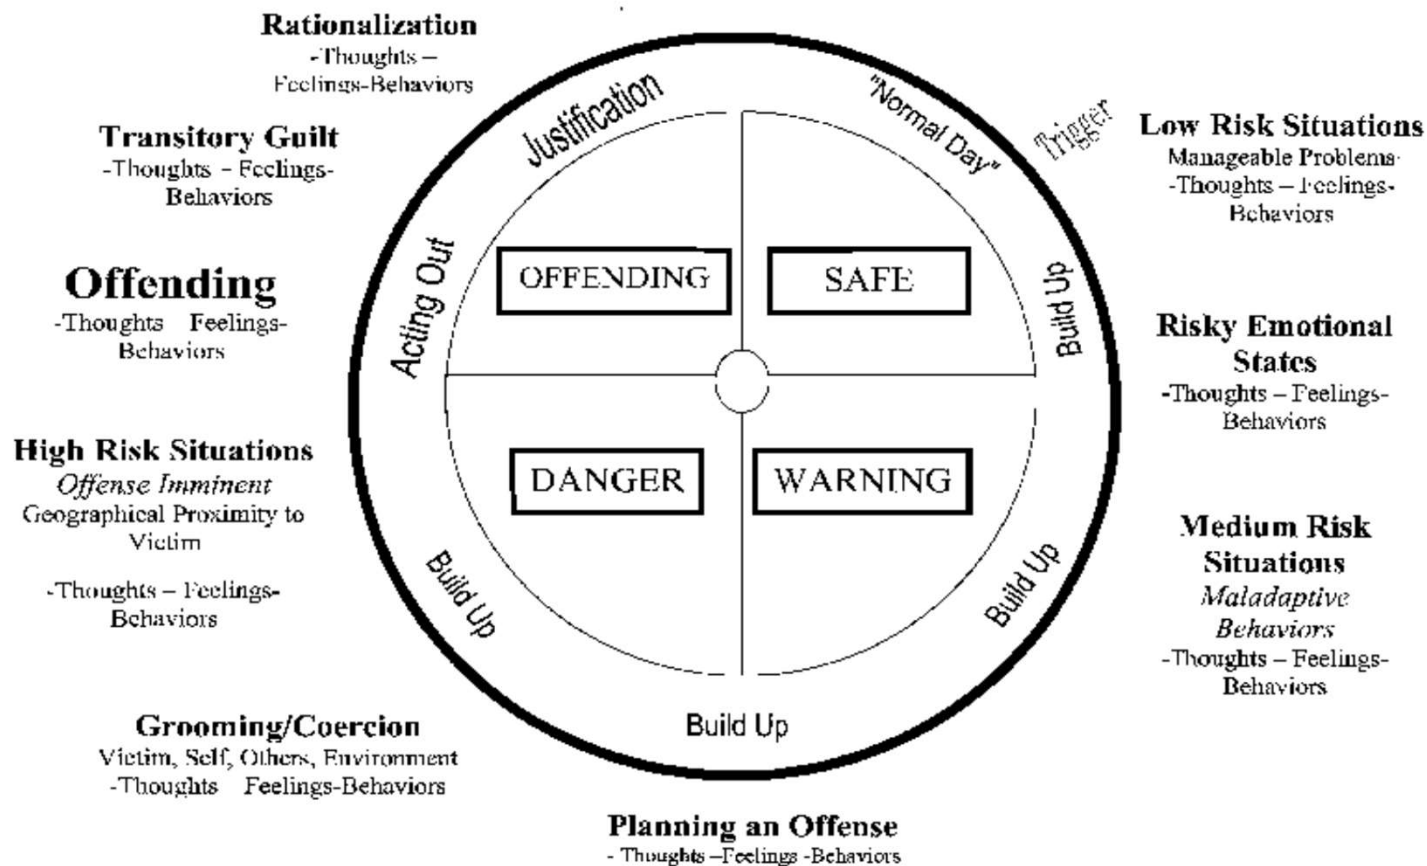 Rationalization
-Thoughts –
Feelings-Behaviors
Transitory Guilt
-Thoughts – Feelings-
Behaviors
Offending
-Thoughts Feelings-
Behaviors
High Risk Situations
Offense Imminent
Geographical Proximity to
Victim
-Thoughts – Feelings-
Behaviors
Grooming/Coercion
Victim, Self, Others, Environment
-Thoughts Feelings-Behaviors
Planning an Offense
- Thoughts –Feelings -Behaviors
Justification
"Normal Day"
Trigger
Acting Out
Build Up
Build Up
Build Up
Build Up
OFFENDING
SAFE
DANGER
WARNING
Low Risk Situations
Manageable Problems
-Thoughts – Feelings-
Behaviors
Risky Emotional
States
-Thoughts – Feelings-
Behaviors
Medium Risk
Situations
Maladaptive
Behaviors
-Thoughts – Feelings-
Behaviors